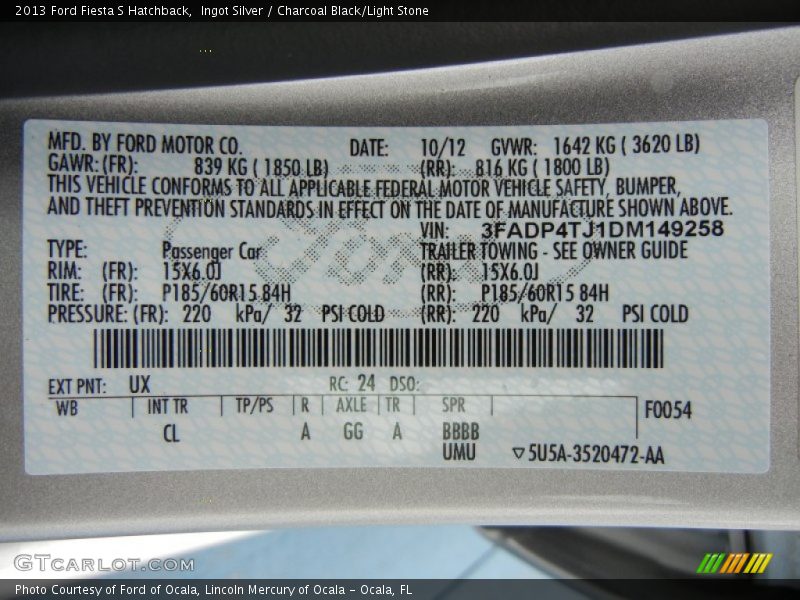 2013 Ford Fiesta S Hatchback,  Ingot Silver / Charcoal Black/Light Stone
MFD. BY FORD MOTOR CO. DATE: 10/12 GVWR: 1642 KG ( 3620 LB)
GAWR: (FR): 839 KG ( 1850 LB) (RR): 816 KG ( 1800 LB)
THIS VEHICLE CONFORMS TO ALL APPLICABLE FEDERAL MOTOR VEHICLE SAFETY, BUMPER,
AND THEFT PREVENTION STANDARDS IN EFFECT ON THE DATE OF MANUFACTURE SHOWN ABOVE.
VIN: 3FADP4TJ1DM149258
TYPE: Passenger Car TRAILER TOWING - SEE OWNER GUIDE
RIM: (FR): 15X6.0J (RR): 15X6.0J
TIRE: (FR): P185/60R15 84H (RR): P185/60R15 84H
PRESSURE: (FR): 220 kPa/ 32 PSI COLD (RR): 220 kPa/ 32 PSI COLD
Ford
EXT PNT: UX RC: 24 DSO:
WB INT TR TP/PS R AXLE TR SPR F0054
CL A GG A BBBB
UMU ▽5U5A-3520472-AA
GTCARLOT.COM
Photo Courtesy of Ford of Ocala, Lincoln Mercury of Ocala - Ocala, FL